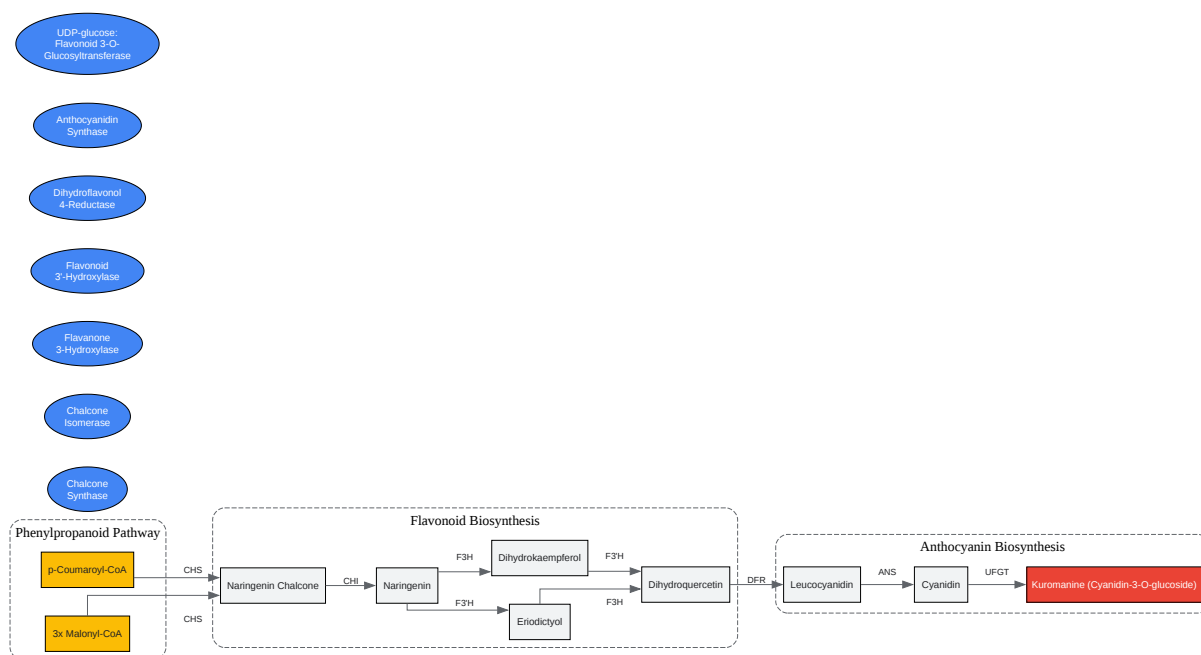 UDP-glucose:
Flavonoid 3-O-
Glucosyltransferase
Anthocyanidin
Synthase
Dihydroflavonol
4-Reductase
Flavonoid
3'-Hydroxylase
Flavanone
3-Hydroxylase
Chalcone
Isomerase
Chalcone
Synthase
Phenylpropanoid Pathway
p-Coumaroyl-CoA
3x Malonyl-CoA
CHS
CHS
Flavonoid Biosynthesis
Naringenin Chalcone
CHI
Naringenin
F3H
F3'H
Dihydrokaempferol
Eriodictyol
F3'H
F3H
Dihydroquercetin
DFR
Anthocyanin Biosynthesis
Leucocyanidin
ANS
Cyanidin
UFGT
Kuromanine (Cyanidin-3-O-glucoside)